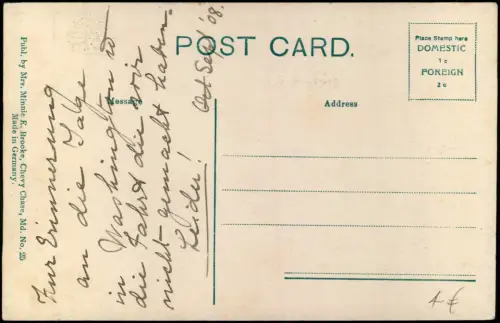 POST CARD.
Place Stamp here
DOMESTIC
1c
FOREIGN
2c
Message
Address
Zur Erinnerung
an die Tage
in Washington u
die Fahrt die wir
nicht gemacht haben.
Leider!
Sept. 08.
Publ. by Mrs. Minnie E. Brooke, Chevy Chase, Md. No. 25
Made in Germany.
4 €